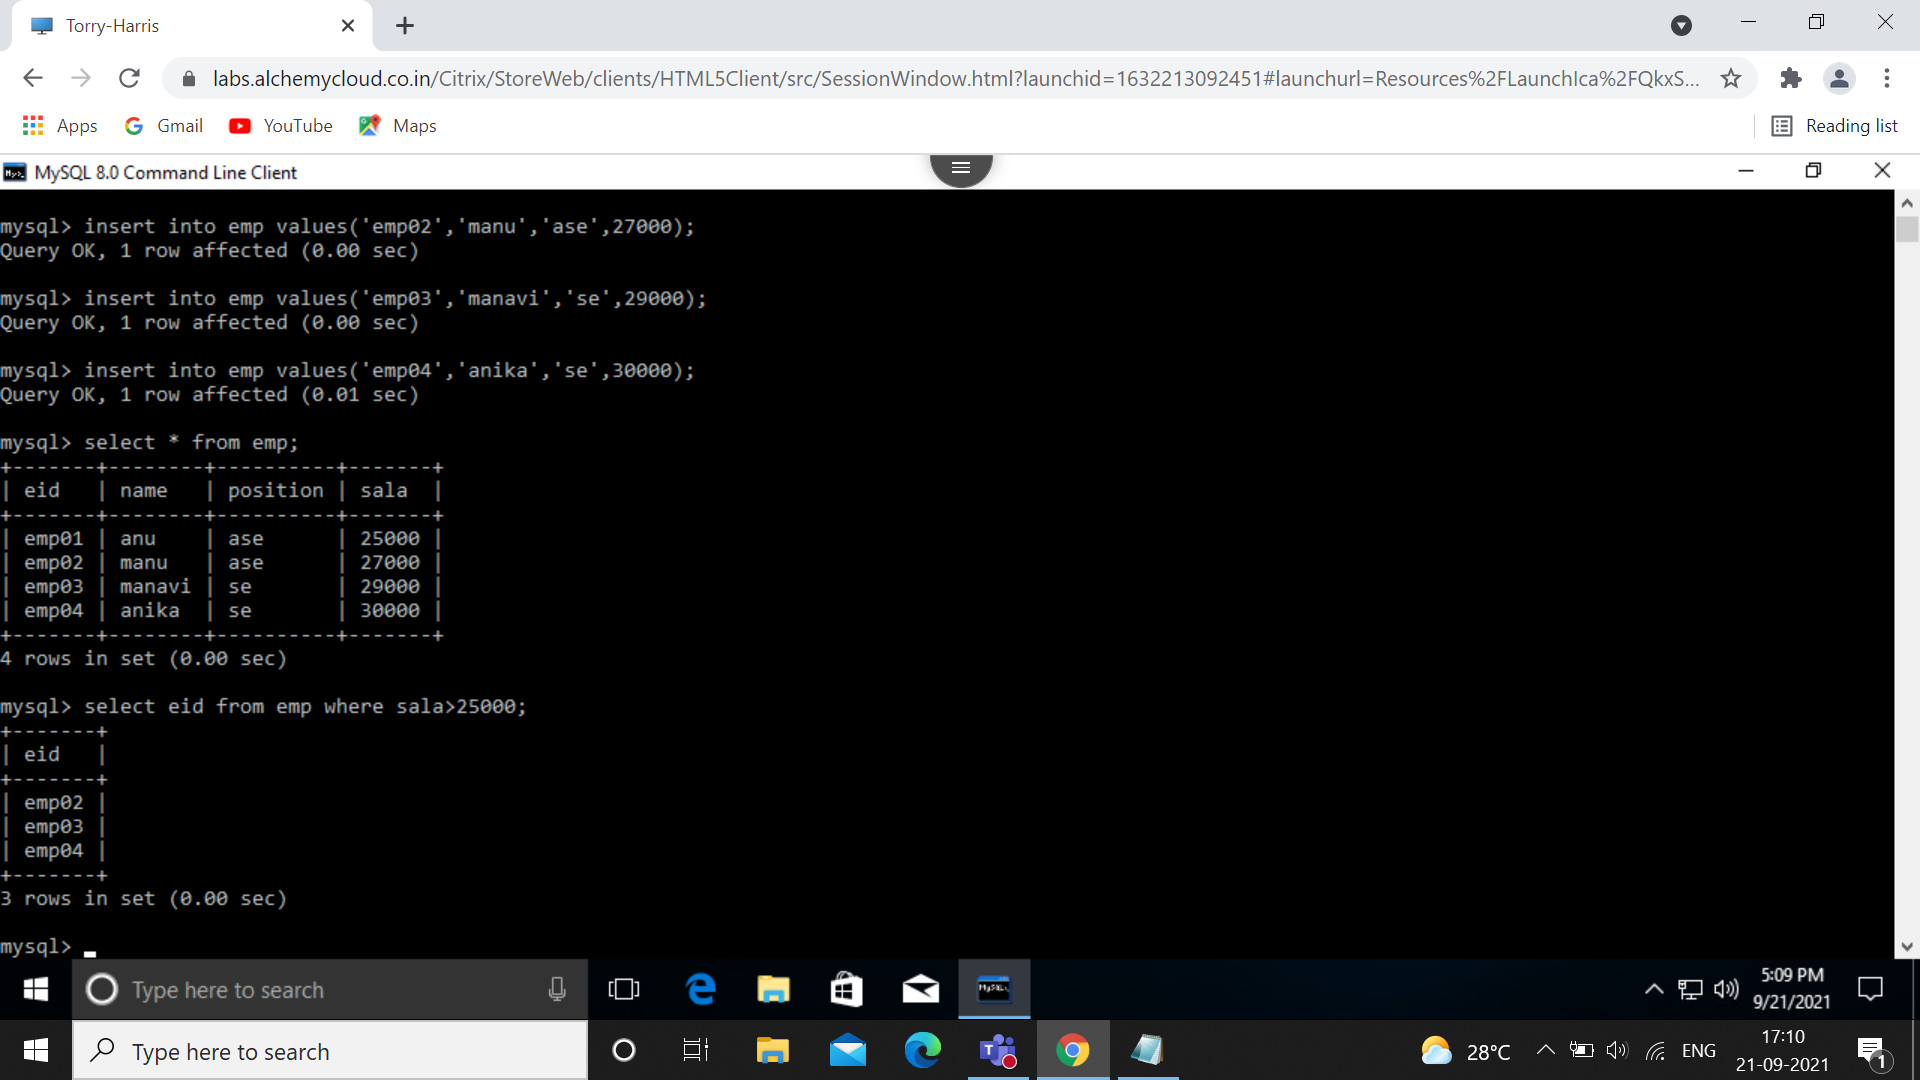 Torry-Harris
labs.alchemycloud.co.in/Citrix/StoreWeb/clients/HTML5Client/src/SessionWindow.html?launchid=1632213092451#launchurl=Resources%2FLaunchIca%2FQkxS...
Apps Gmail YouTube Maps Reading list
MySQL 8.0 Command Line Client
mysql> insert into emp values('emp02','manu','ase',27000);
Query OK, 1 row affected (0.00 sec)
mysql> insert into emp values('emp03','manavi','se',29000);
Query OK, 1 row affected (0.00 sec)
mysql> insert into emp values('emp04','anika','se',30000);
Query OK, 1 row affected (0.01 sec)
mysql> select * from emp;
+-------+--------+----------+-------+
| eid   | name   | position | sala  |
+-------+--------+----------+-------+
| emp01 | anu    | ase      | 25000 |
| emp02 | manu   | ase      | 27000 |
| emp03 | manavi | se       | 29000 |
| emp04 | anika  | se       | 30000 |
+-------+--------+----------+-------+
4 rows in set (0.00 sec)
mysql> select eid from emp where sala>25000;
+-------+
| eid   |
+-------+
| emp02 |
| emp03 |
| emp04 |
+-------+
3 rows in set (0.00 sec)
mysql>
Type here to search
5:09 PM
9/21/2021
Type here to search
28°C
ENG
17:10
21-09-2021
1